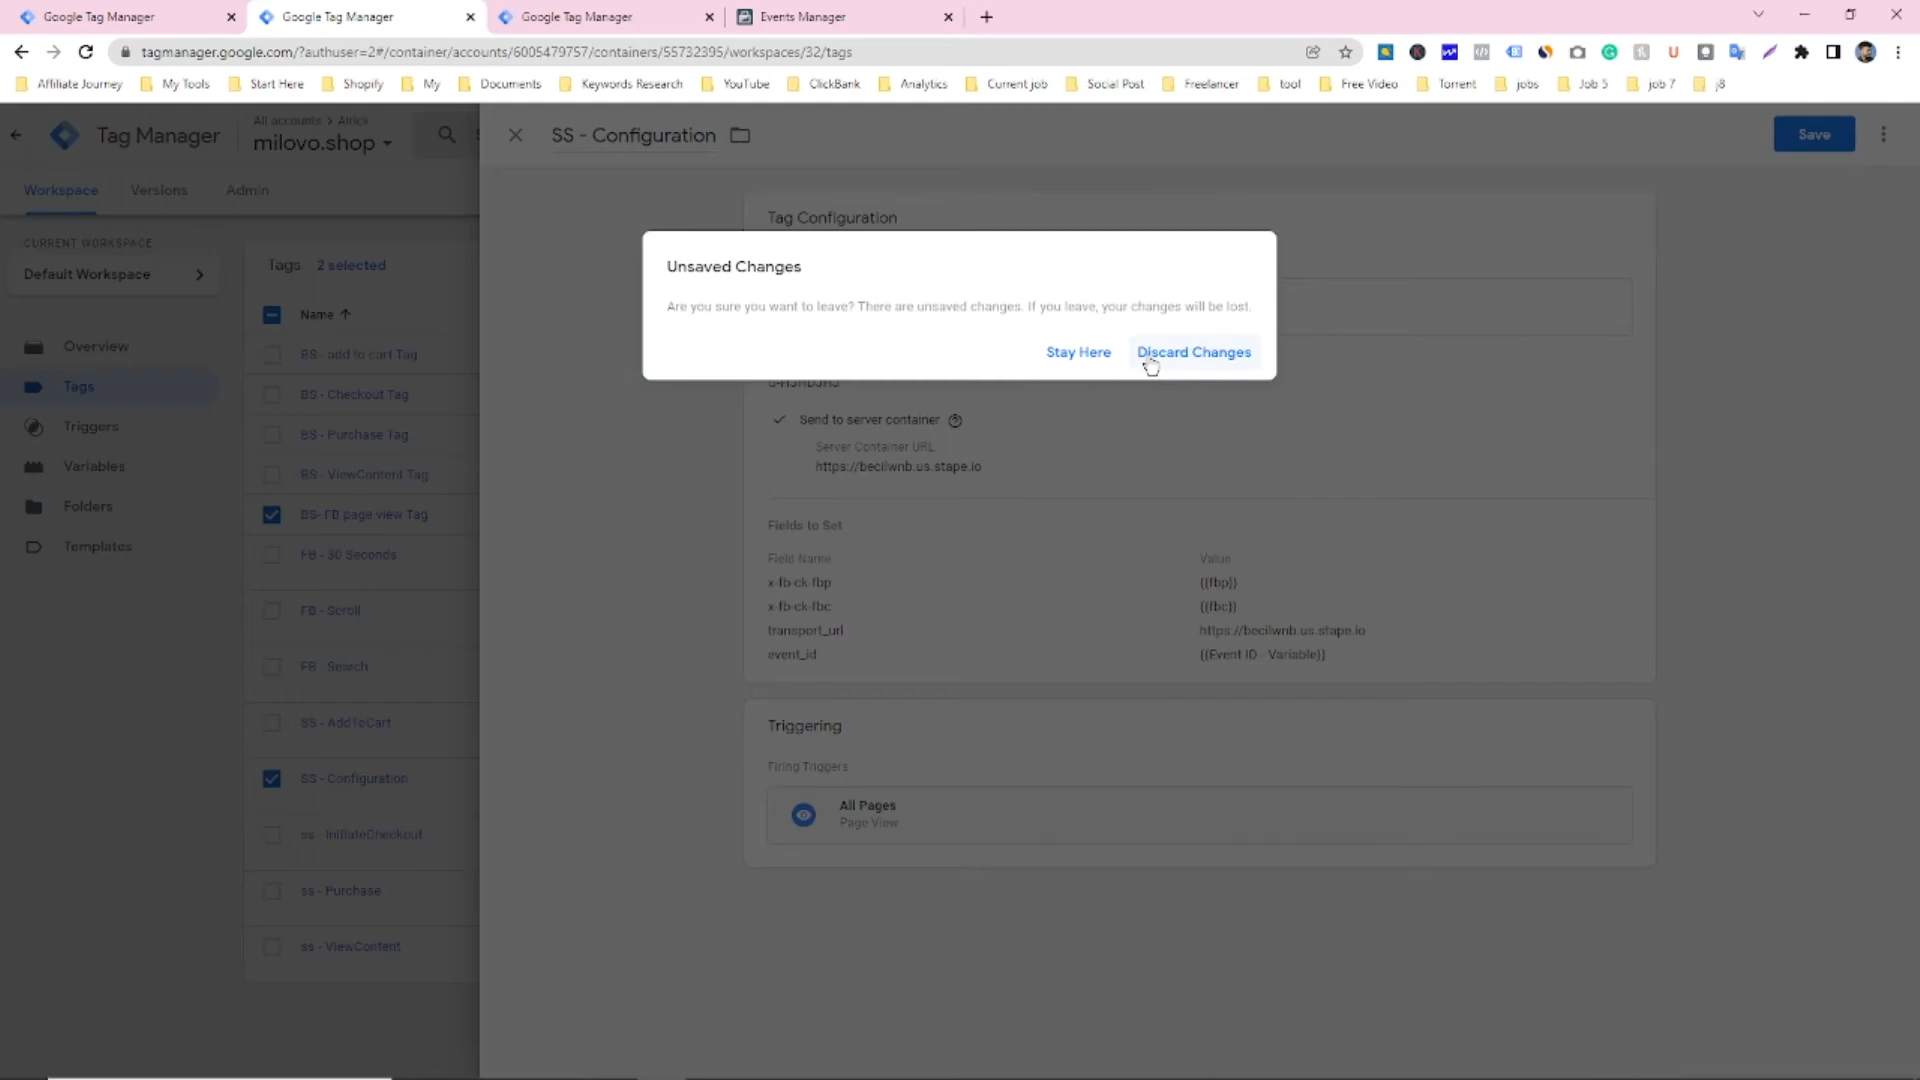 Google Tag Manager
Google Tag Manager
Google Tag Manager
Events Manager
tagmanager.google.com/?authuser=2#/container/accounts/6005479757/containers/55732395/workspaces/32/tags
Affiliate Journey
My Tools
Start Here
Shopify
My
Documents
Keywords Research
YouTube
ClickBank
Analytics
Current job
Social Post
Freelancer
tool
Free Video
Torrent
jobs
Job 5
job 7
j8
Tag Manager
All accounts > Alrick
milovo.shop
SS - Configuration
Save
Workspace
Versions
Admin
CURRENT WORKSPACE
Default Workspace
Overview
Tags
Triggers
Variables
Folders
Templates
Tags 2 selected
Name
BS - add to cart Tag
BS - Checkout Tag
BS - Purchase Tag
BS - ViewContent Tag
BS- FB page view Tag
FB - 30 Seconds
FB - Scroll
FB - Search
SS - AddToCart
SS - Configuration
ss - InitiateCheckout
ss - Purchase
ss - ViewContent
Tag Configuration
Unsaved Changes
Are you sure you want to leave? There are unsaved changes. If you leave, your changes will be lost.
Stay Here
Discard Changes
Send to server container
Server Container URL
https://becilwnb.us.stape.io
Fields to Set
Field Name
Value
x-fb-ck-fbp
{{fbp}}
x-fb-ck-fbc
{{fbc}}
transport_url
https://becilwnb.us.stape.io
event_id
{{Event ID - Variable}}
Triggering
Firing Triggers
All Pages
Page View